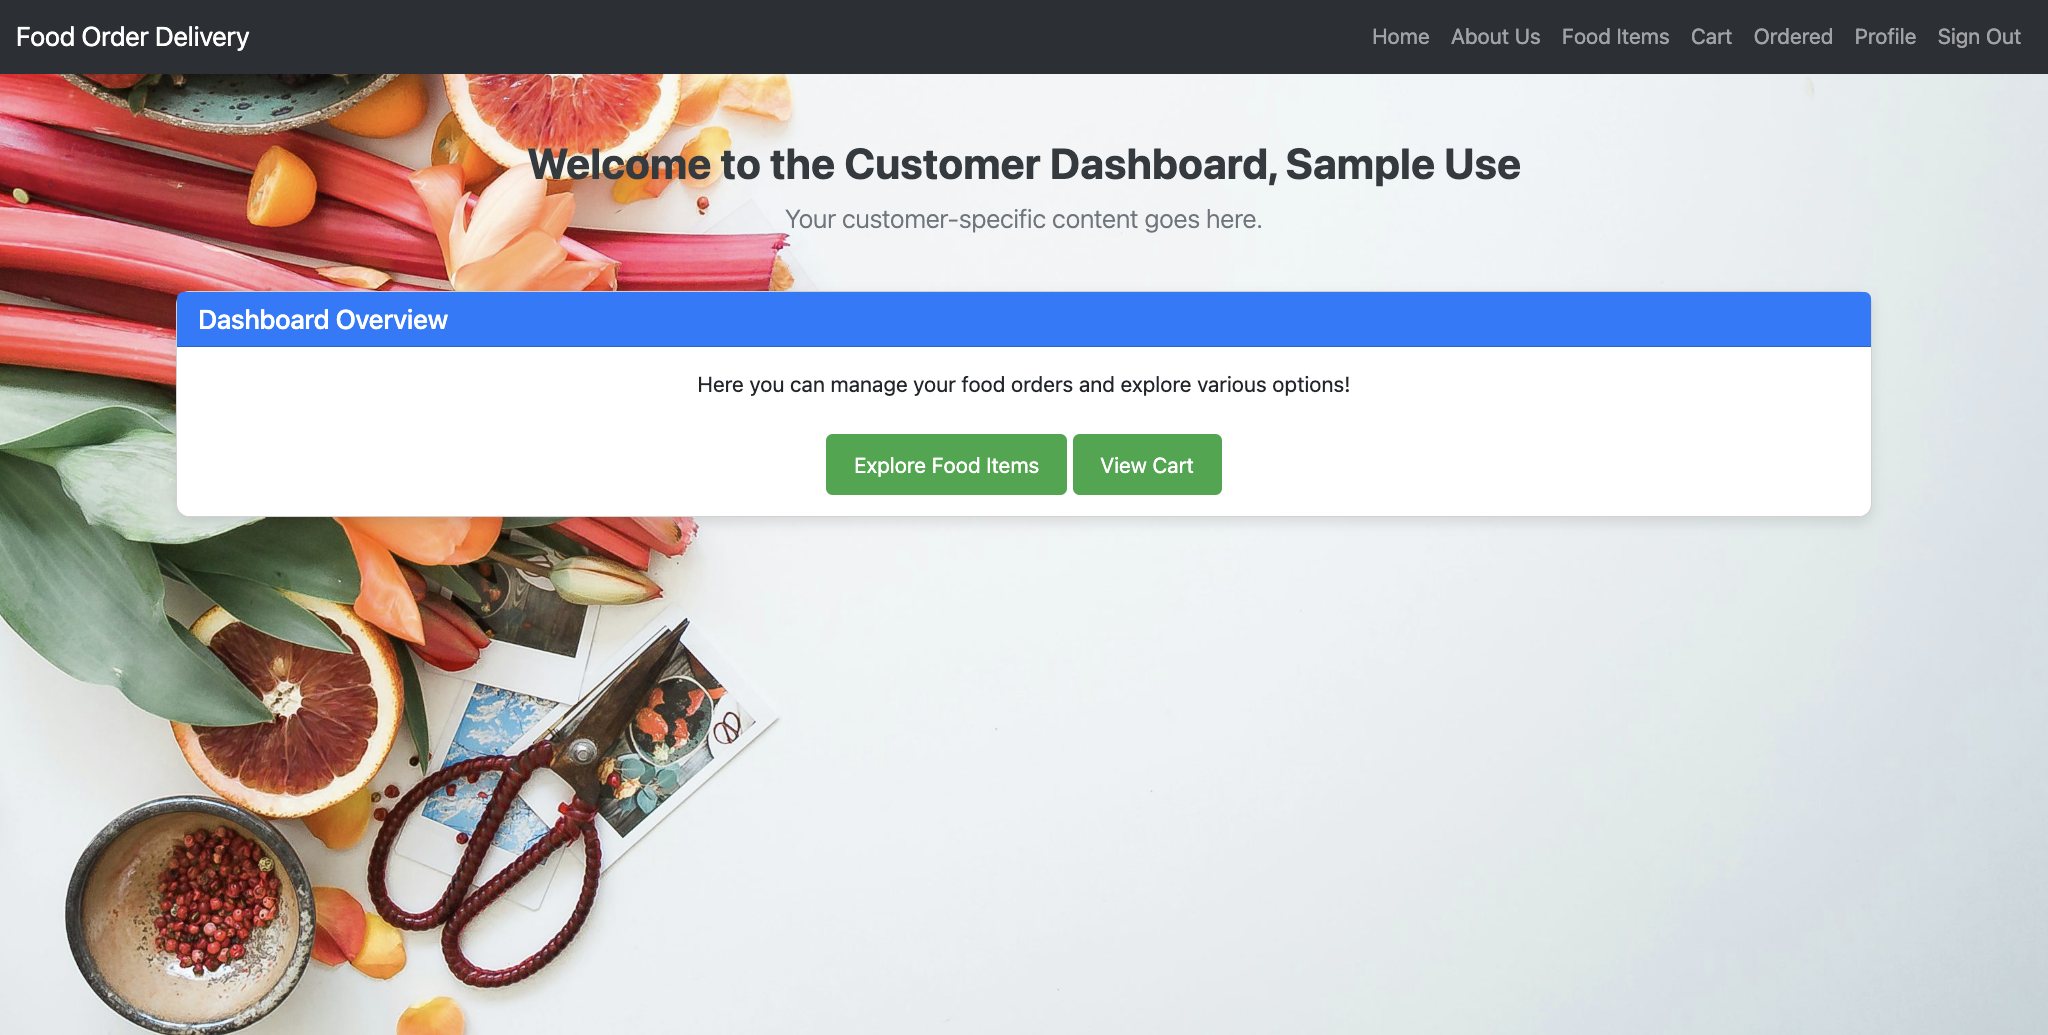 Food Order Delivery
Home About Us Food Items Cart Ordered Profile Sign Out
Welcome to the Customer Dashboard, Sample Use
Your customer-specific content goes here.
Dashboard Overview
Here you can manage your food orders and explore various options!
Explore Food Items View Cart